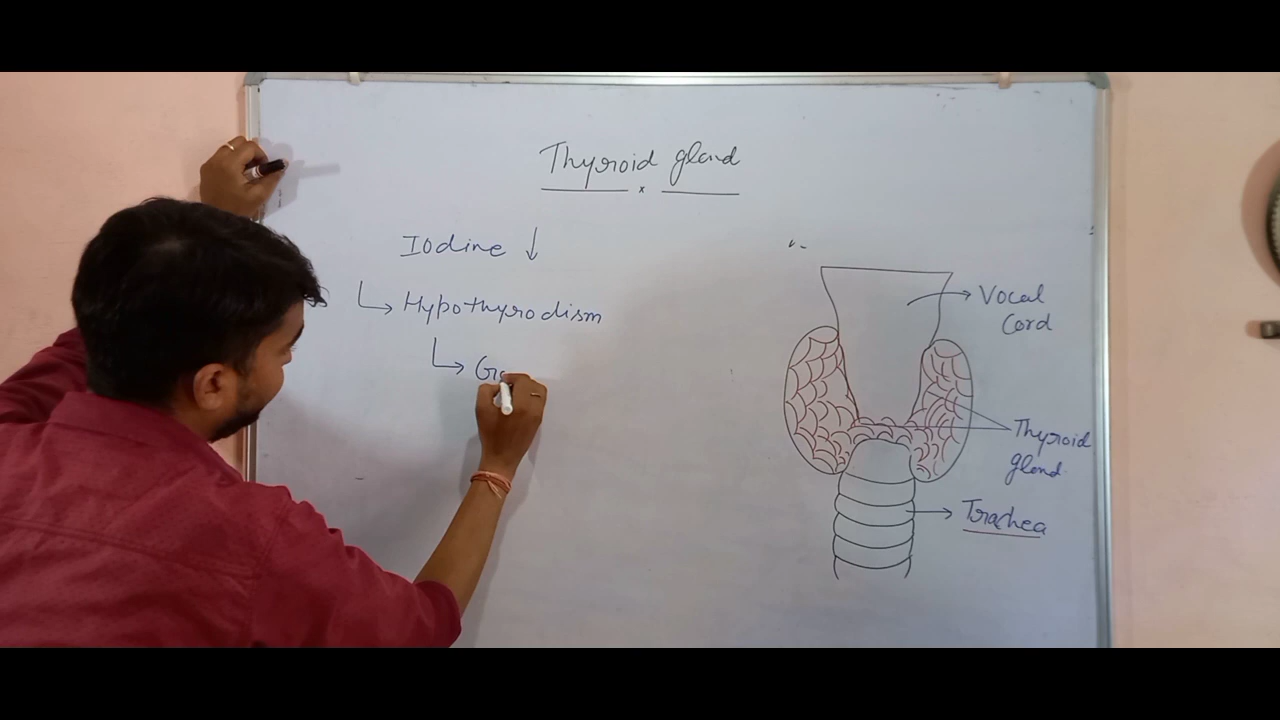 Thyroid gland
Iodine ↓
Hypothyrodism
Vocal
Cord
Thyroid
gland
Trachea